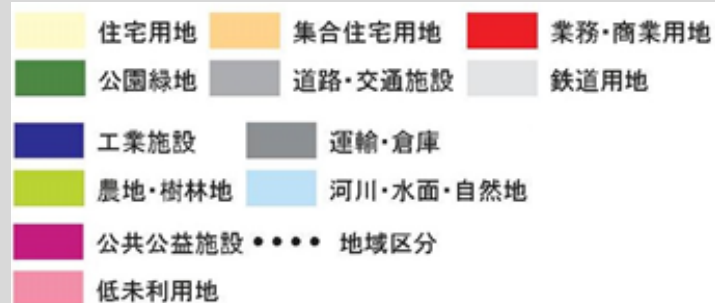 住宅用地 集合住宅用地 業務・商業用地
公園緑地 道路・交通施設 鉄道用地
工業施設 運輸・倉庫
農地・樹林地 河川・水面・自然地
公共公益施設 •••• 地域区分
低未利用地